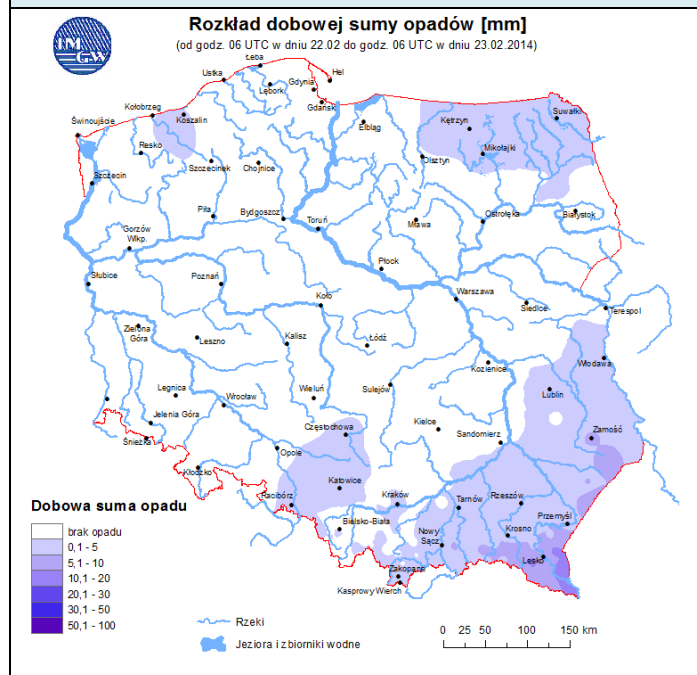 IM
GW
Rozkład dobowej sumy opadów [mm]
(od godz. 06 UTC w dniu 22.02 do godz. 06 UTC w dniu 23.02.2014)
Łeba
Hel
Ustka
Gdynia
Lębork
Gdańsk
Kołobrzeg
Koszalin
Świnoujście
Elbląg
Kętrzyn
Suwałki
Resko
Mikołajki
Szczecinek
Chojnice
Olsztyn
Szczecin
Piła
Bydgoszcz
Toruń
Mława
Ostrołęka
Białystok
Gorzów
Wlkp.
Płock
Słubice
Poznań
Koło
Warszawa
Siedlce
Terespol
Zielona
Góra
Leszno
Kalisz
Łódź
Kozienice
Włodawa
Legnica
Wrocław
Wieluń
Sulejów
Lublin
Jelenia Góra
Częstochowa
Kielce
Sandomierz
Zamość
Śnieżka
Opole
Kłodzko
Katowice
Racibórz
Kraków
Tarnów
Rzeszów
Przemyśl
Bielsko-Biała
Nowy
Sącz
Krosno
Lesko
Zakopane
Kasprowy Wierch
Dobowa suma opadu
brak opadu
0,1 - 5
5,1 - 10
10,1 - 20
20,1 - 30
30,1 - 50
50,1 - 100
Rzeki
Jeziora i zbiorniki wodne
0 25 50 100 150 km